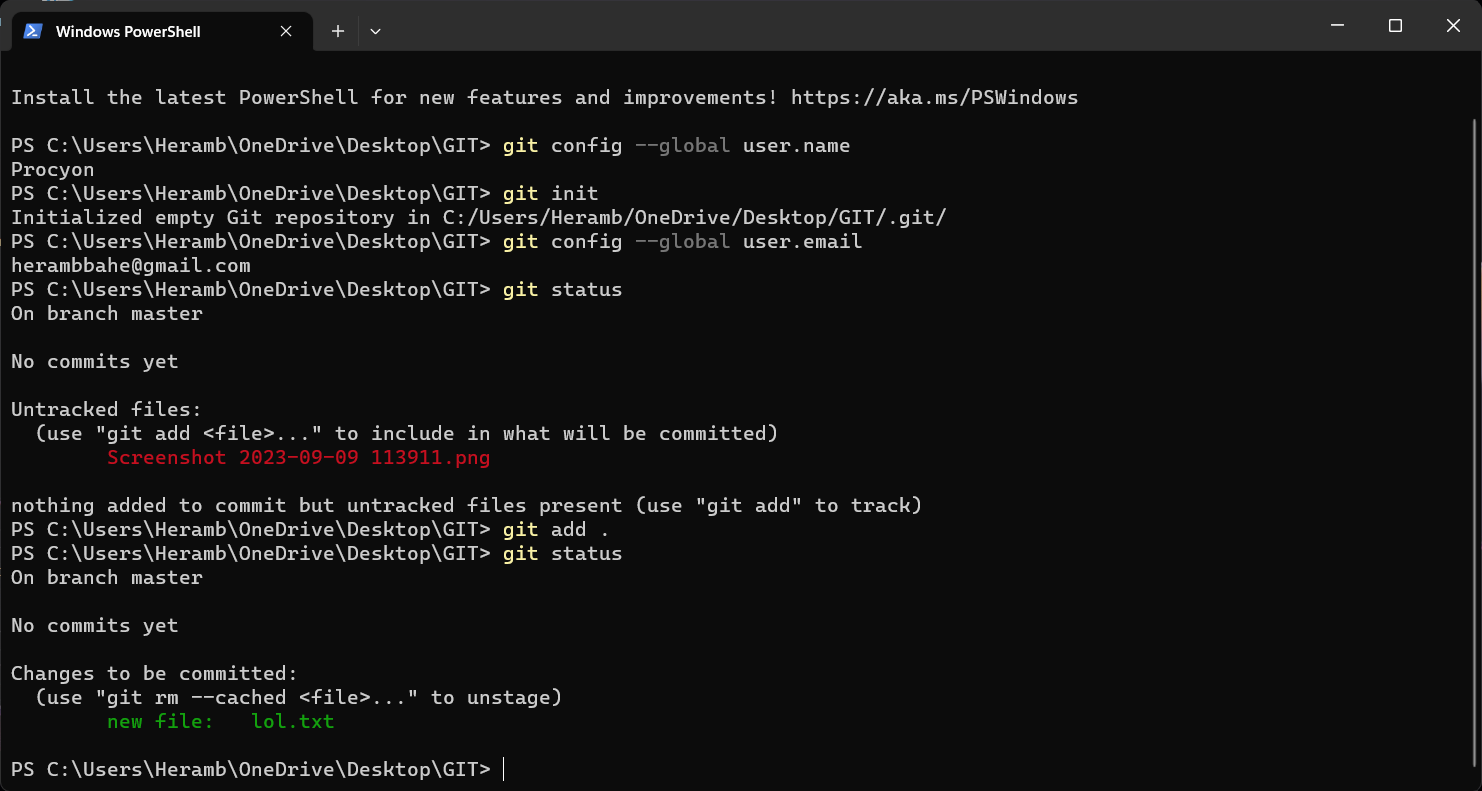 Windows PowerShell
Install the latest PowerShell for new features and improvements! https://aka.ms/PSWindows
PS C:\Users\Heramb\OneDrive\Desktop\GIT> git config --global user.name
Procyon
PS C:\Users\Heramb\OneDrive\Desktop\GIT> git init
Initialized empty Git repository in C:/Users/Heramb/OneDrive/Desktop/GIT/.git/
PS C:\Users\Heramb\OneDrive\Desktop\GIT> git config --global user.email
herambbahe@gmail.com
PS C:\Users\Heramb\OneDrive\Desktop\GIT> git status
On branch master
No commits yet
Untracked files:
  (use "git add <file>..." to include in what will be committed)
        Screenshot 2023-09-09 113911.png
nothing added to commit but untracked files present (use "git add" to track)
PS C:\Users\Heramb\OneDrive\Desktop\GIT> git add .
PS C:\Users\Heramb\OneDrive\Desktop\GIT> git status
On branch master
No commits yet
Changes to be committed:
  (use "git rm --cached <file>..." to unstage)
        new file:   lol.txt
PS C:\Users\Heramb\OneDrive\Desktop\GIT>